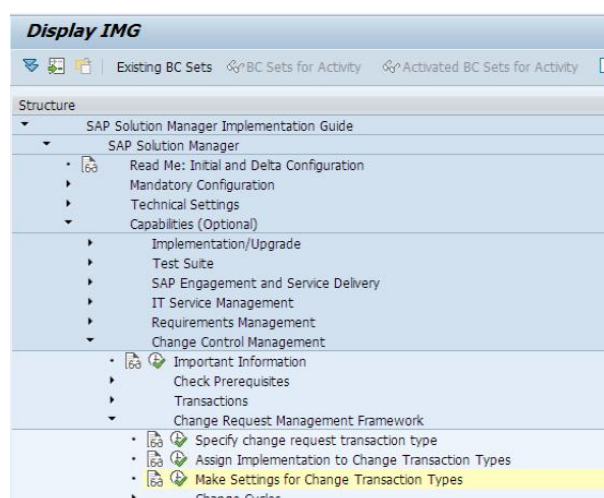 Display IMG
Existing BC Sets BC Sets for Activity Activated BC Sets for Activity
Structure
SAP Solution Manager Implementation Guide
SAP Solution Manager
Read Me: Initial and Delta Configuration
Mandatory Configuration
Technical Settings
Capabilities (Optional)
Implementation/Upgrade
Test Suite
SAP Engagement and Service Delivery
IT Service Management
Requirements Management
Change Control Management
Important Information
Check Prerequisites
Transactions
Change Request Management Framework
Specify change request transaction type
Assign Implementation to Change Transaction Types
Make Settings for Change Transaction Types
Change Cycles